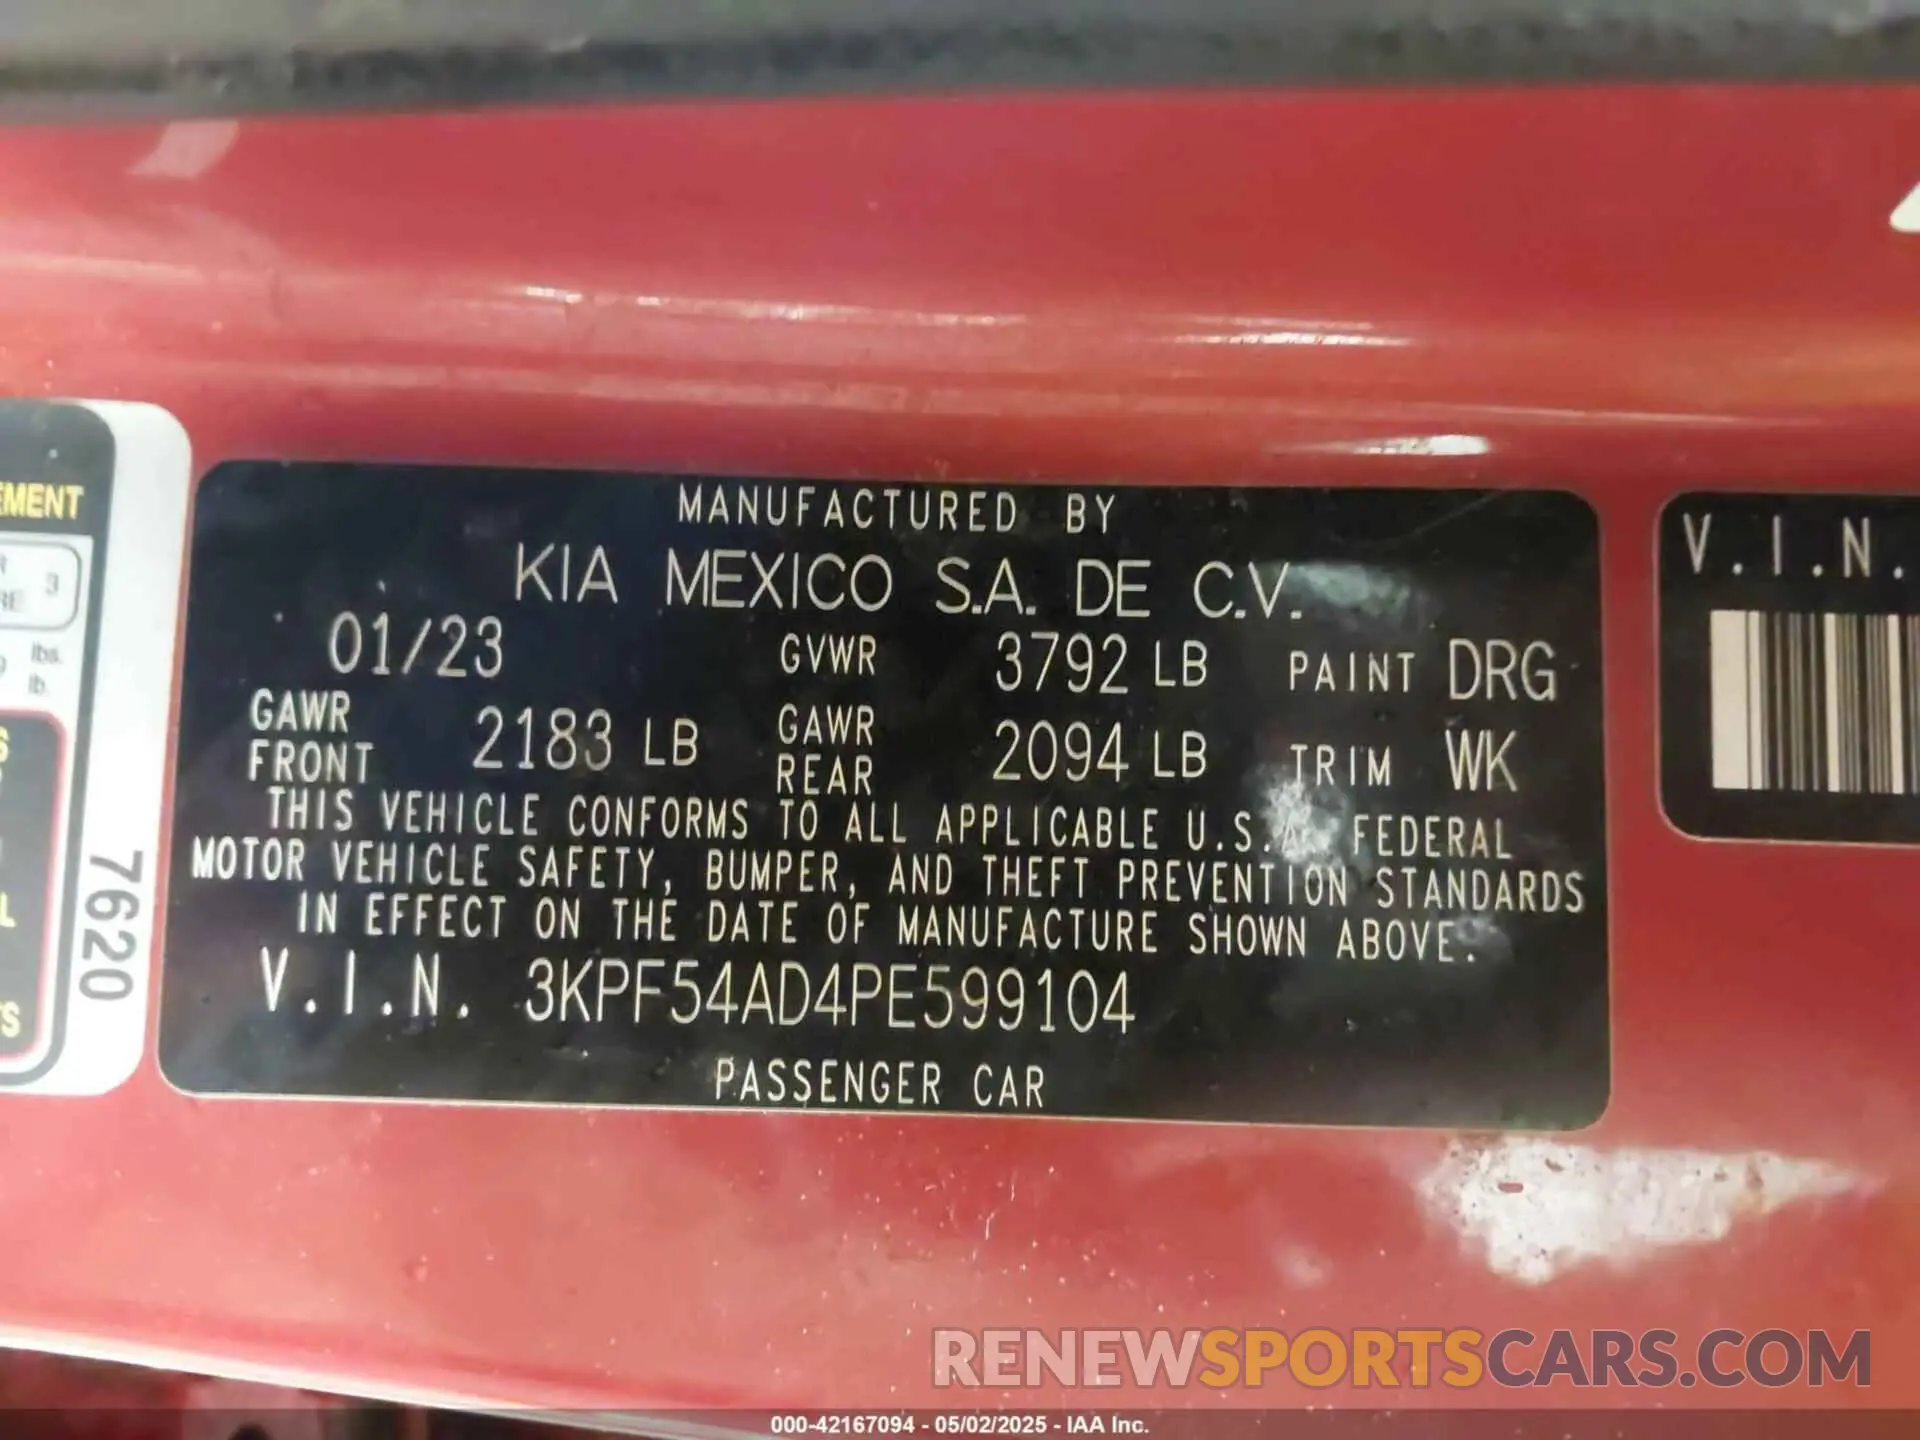 MANUFACTURED BY
KIA MEXICO S.A. DE C.V.
01/23 GVWR 3792 LB PAINT DRG
GAWR FRONT 2183 LB GAWR REAR 2094 LB TRIM WK
THIS VEHICLE CONFORMS TO ALL APPLICABLE U.S.A. FEDERAL
MOTOR VEHICLE SAFETY, BUMPER, AND THEFT PREVENTION STANDARDS
IN EFFECT ON THE DATE OF MANUFACTURE SHOWN ABOVE.
V.I.N. 3KPF54AD4PE599104
PASSENGER CAR
EMENT
3
lbs.
lb
7620
V.I.N.
RENEWSPORTSCARS.COM
000-42167094 - 05/02/2025 - IAA Inc.